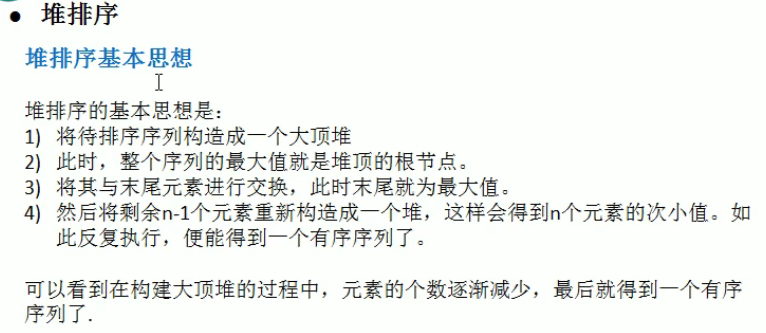 ● 堆排序
堆排序基本思想
堆排序的基本思想是：
1) 将待排序序列构造成一个大顶堆
2) 此时，整个序列的最大值就是堆顶的根节点。
3) 将其与末尾元素进行交换，此时末尾就为最大值。
4) 然后将剩余n-1个元素重新构造成一个堆，这样会得到n个元素的次小值。如
此反复执行，便能得到一个有序序列了。
可以看到在构建大顶堆的过程中，元素的个数逐渐减少，最后就得到一个有序
序列了.